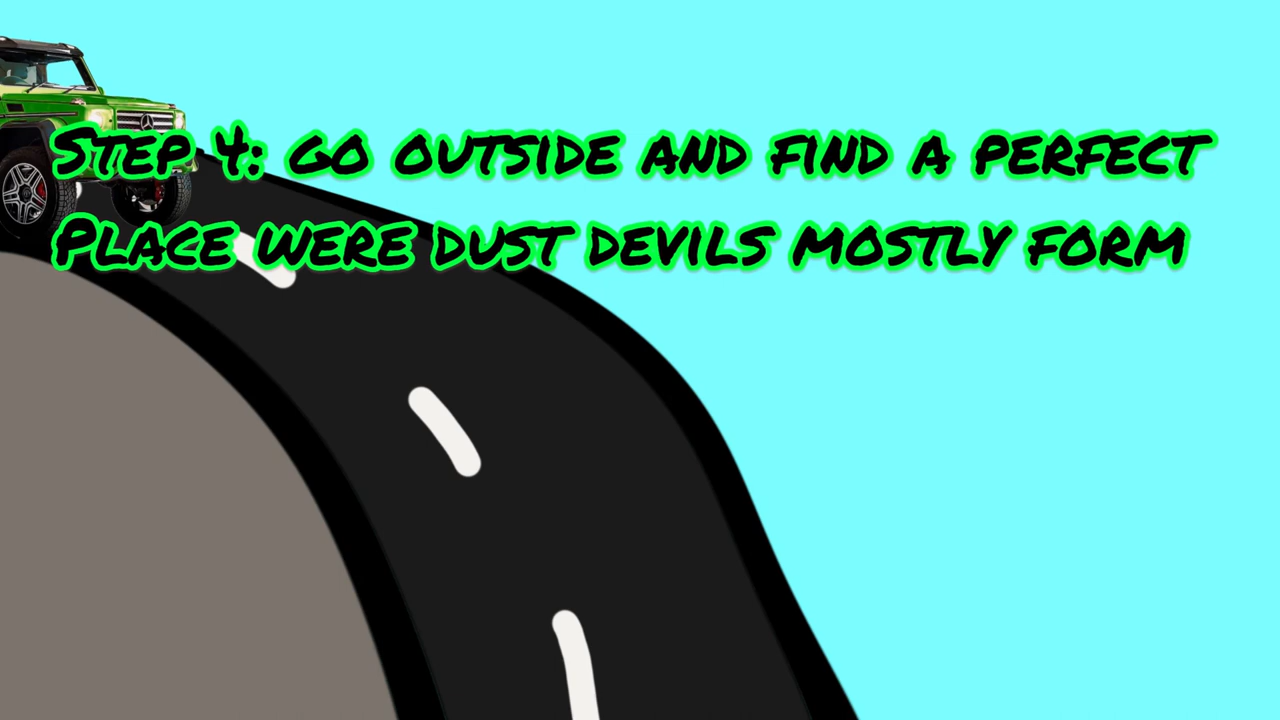 Step 4: go outside and find a perfect
Place were dust devils mostly form